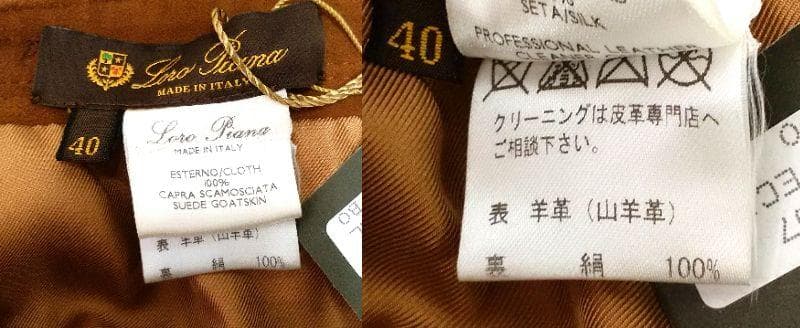 Loro Piana
MADE IN ITALY
40
Loro Piana
MADE IN ITALY
ESTERNO/CLOTH
100%
CAPRA SCAMOSCIATA
SUEDE GOATSKIN
表 羊革（山羊革）
裏 絹 100%
40
SETA/SILK
PROFESSIONAL LEATHER
CLEAN
クリーニングは皮革専門店へ
ご相談下さい。
表 羊革（山羊革）
裏 絹 100%